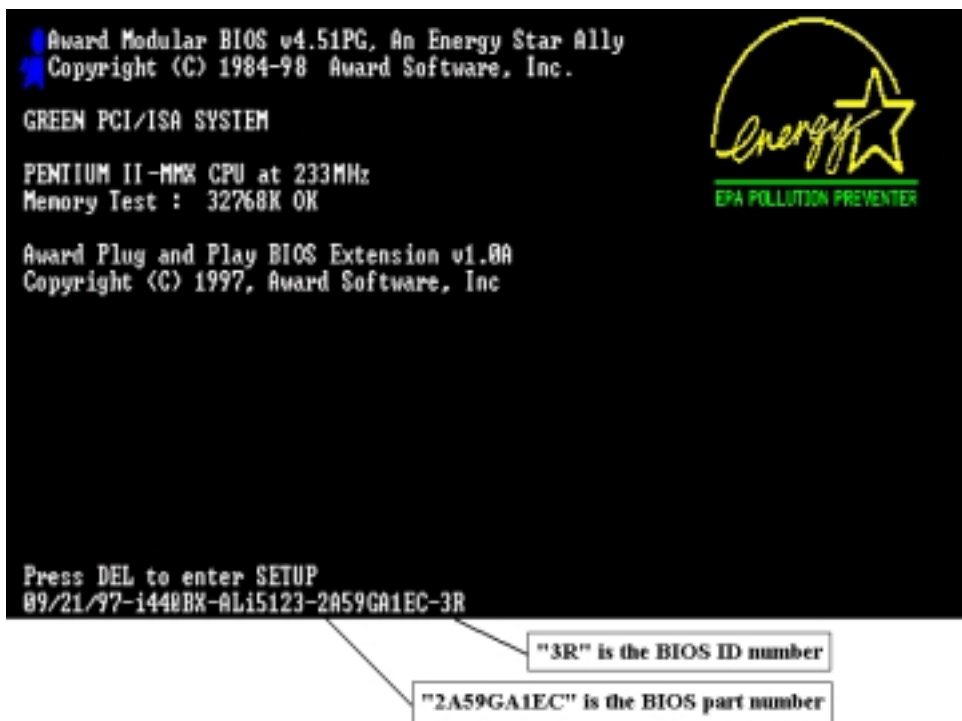 Award Modular BIOS v4.51PG, An Energy Star Ally
Copyright (C) 1984-98 Award Software, Inc.
GREEN PCI/ISA SYSTEM
energy
EPA POLLUTION PREVENTER
PENTIUM II-MMX CPU at 233MHz
Memory Test : 32768K OK
Award Plug and Play BIOS Extension v1.0A
Copyright (C) 1997, Award Software, Inc
Press DEL to enter SETUP
09/21/97-i440BX-ALi5123-2A59GA1EC-3R
"3R" is the BIOS ID number
"2A59GA1EC" is the BIOS part number